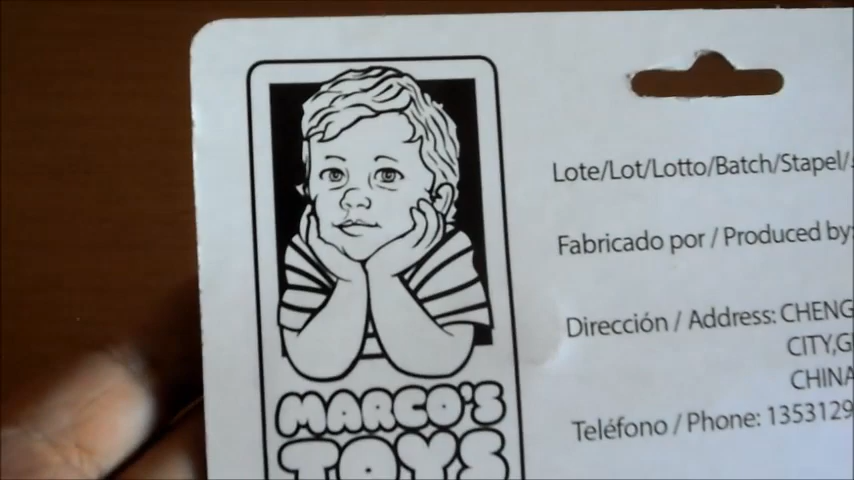 MARCO'S
TOYS
Lote/Lot/Lotto/Batch/Stapel/
Fabricado por / Produced by:
Dirección / Address: CHENG
CITY,G
CHINA
Teléfono / Phone: 1353129